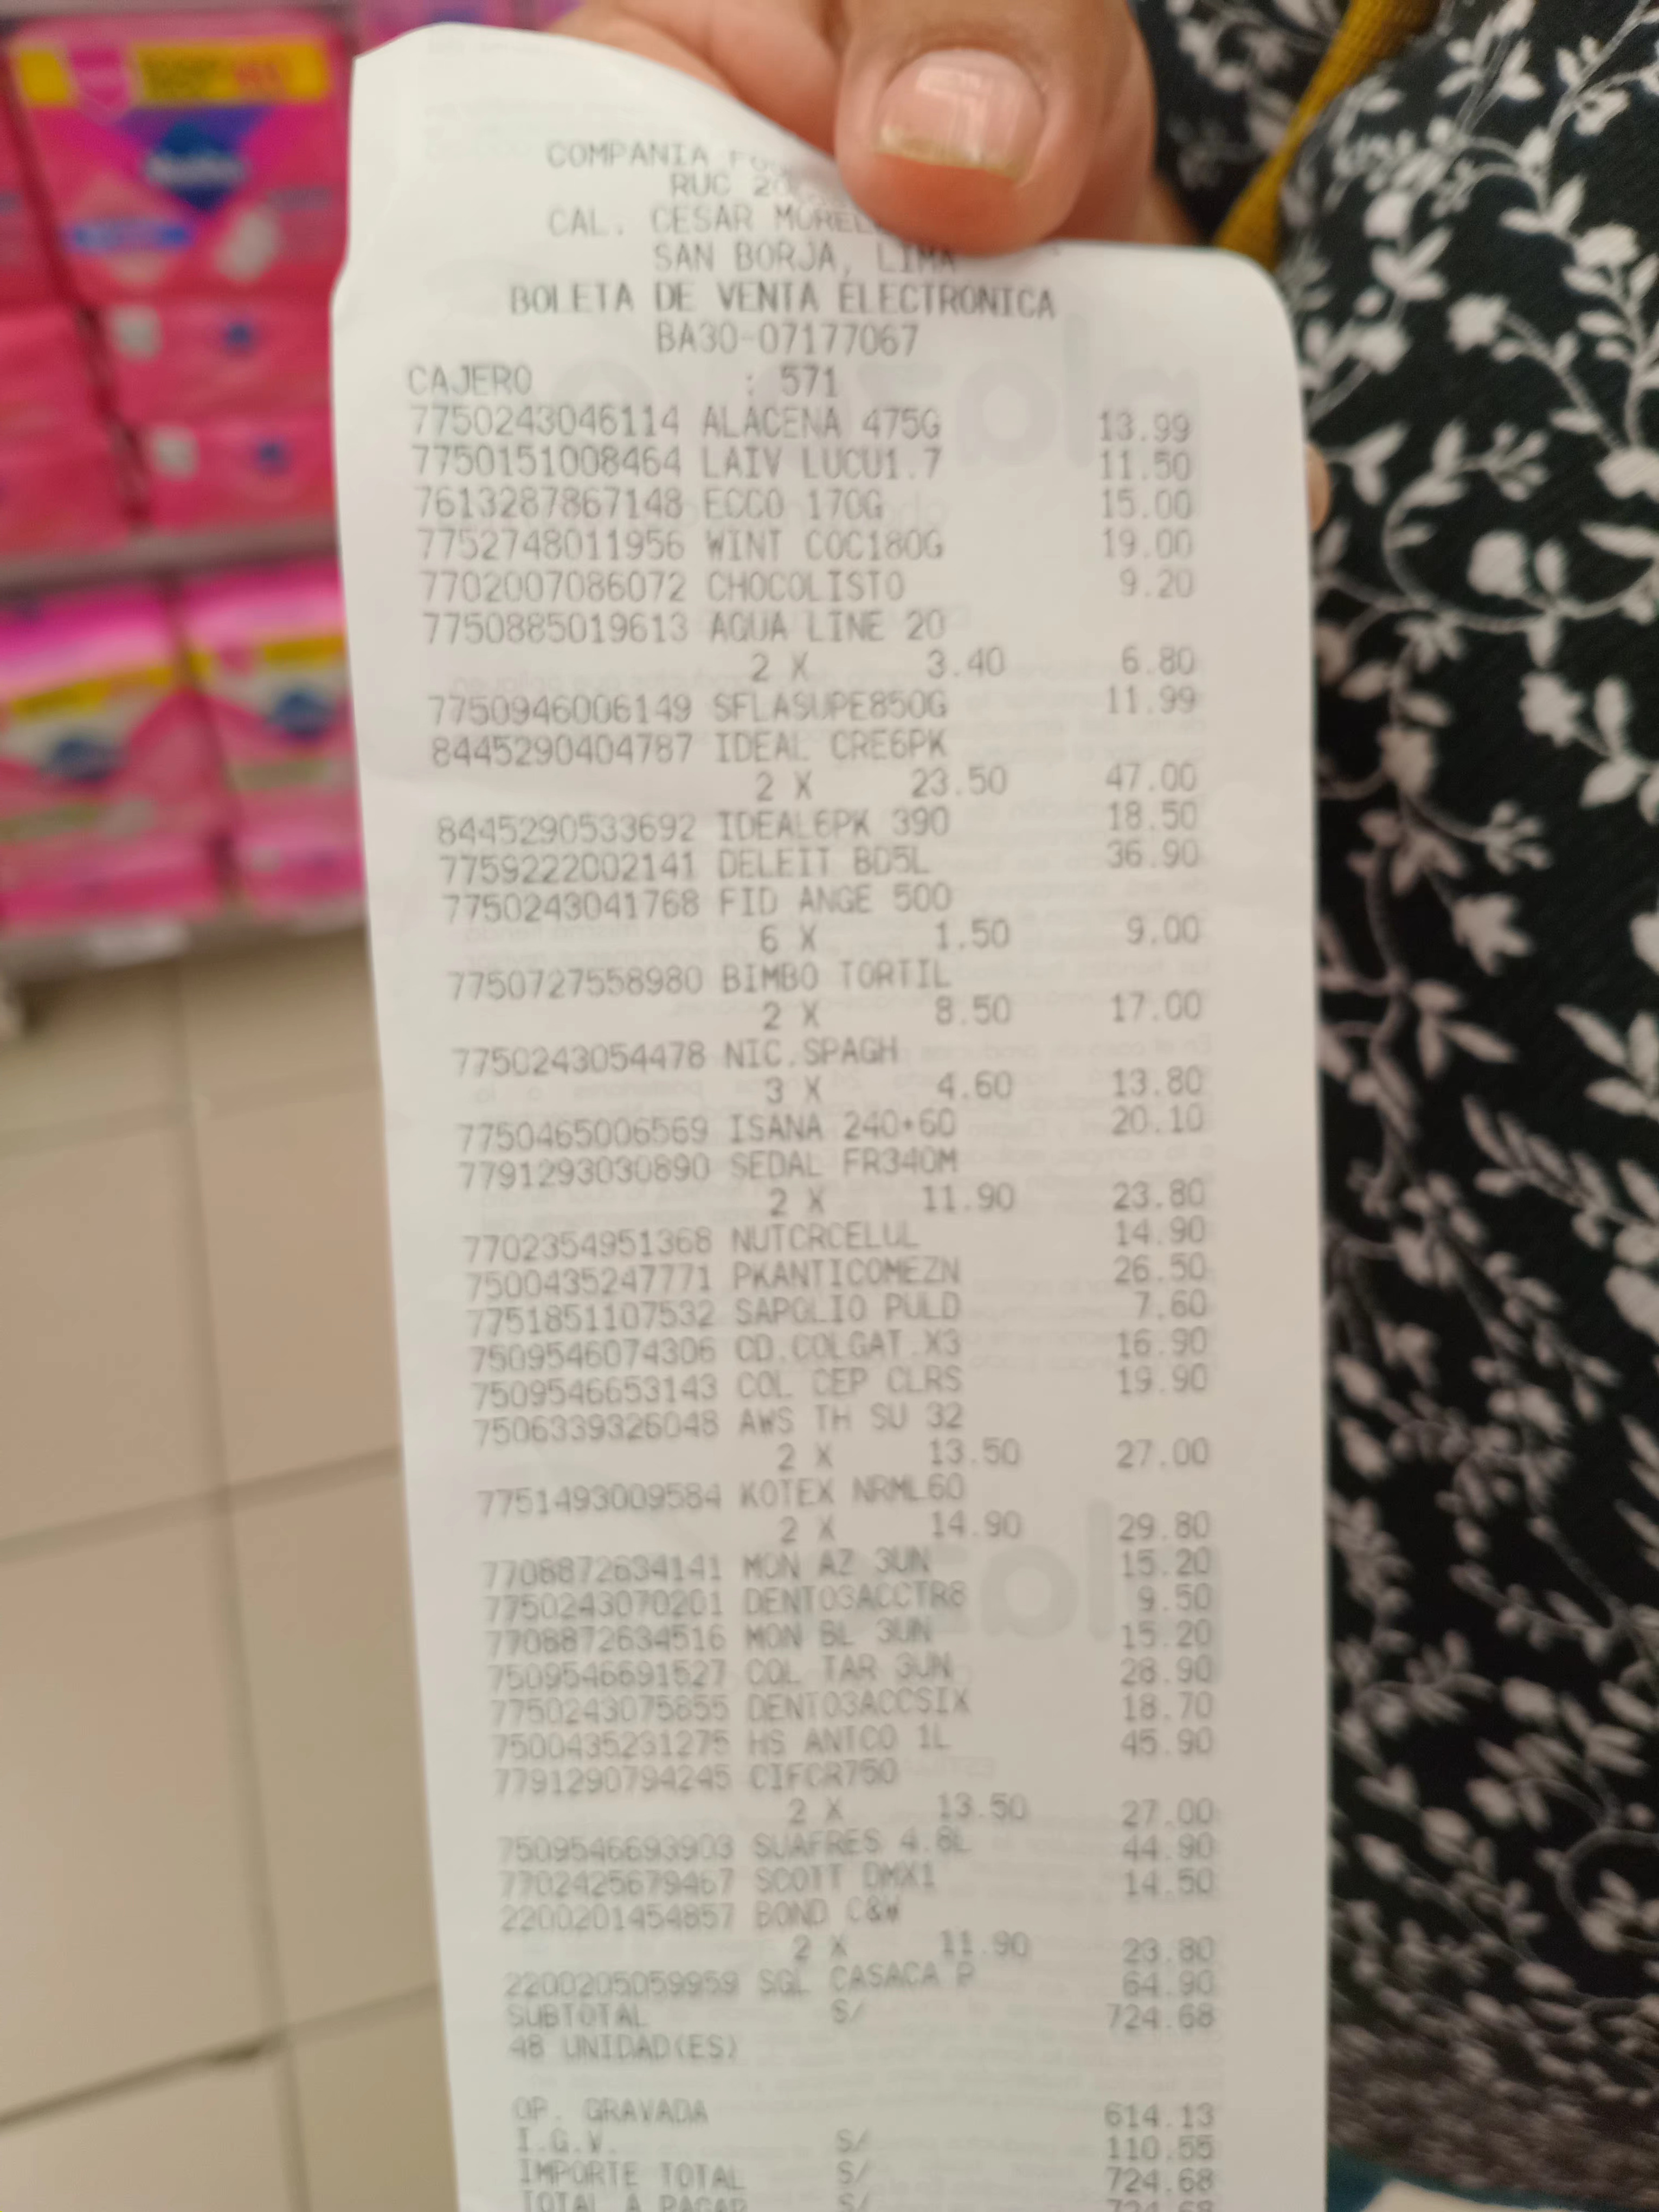 COMPANIA
RUC 20
CAL. CESAR MOREL
SAN BORJA, LIMA
BOLETA DE VENTA ELECTRONICA
BA30-07177067
CAJERO : 571
7750243046114 ALACENA 475G 13.99
7750151008464 LAIV LUCU1.7 11.50
7613287867148 ECCO 170G 15.00
7752748011956 WINT COC180G 19.00
7702007086072 CHOCOLISTO 9.20
7750885019613 AQUA LINE 20
2 X 3.40 6.80
7750946006149 SFLASUPE850G 11.99
8445290404787 IDEAL CRE6PK
2 X 23.50 47.00
8445290533692 IDEAL6PK 390 18.50
7759222002141 DELEIT BD5L 36.90
7750243041768 FID ANGE 500
6 X 1.50 9.00
7750727558980 BIMBO TORTIL
2 X 8.50 17.00
7750243054478 NIC.SPAGH
3 X 4.60 13.80
7750465006569 ISANA 240+60 20.10
7791293030890 SEDAL FR340M
2 X 11.90 23.80
7702354951368 NUTCRCELUL 14.90
7500435247771 PKANTICOMEZN 26.50
7751851107532 SAPOLIO PULD 7.60
7509546074306 CD.COLGAT.X3 16.90
7509546653143 COL CEP CLRS 19.90
7506339326048 AWS TH SU 32
2 X 13.50 27.00
7751493009584 KOTEX NRML60
2 X 14.90 29.80
7708872634141 MON AZ 3UN 15.20
7750243070201 DENTO3ACCTR8 9.50
7708872634516 MON BL 3UN 15.20
7509546691527 COL TAR 3UN 28.90
7750243075855 DENTO3ACCSIX 18.70
7500435231275 HS ANTCO 1L 45.90
7791290794245 CIFCR750
2 X 13.50 27.00
7509546693903 SUAFRES 4.8L 44.90
7702425679467 SCOTT DMX1 14.50
2200201454857 BOND C&W
2 X 11.90 23.80
2200205059959 SGL CASACA P 64.90
SUBTOTAL S/ 724.68
48 UNIDAD(ES)
OP. GRAVADA 614.13
I.G.V. S/ 110.55
IMPORTE TOTAL S/ 724.68
TOTAL A PAGAR S/ 724.68